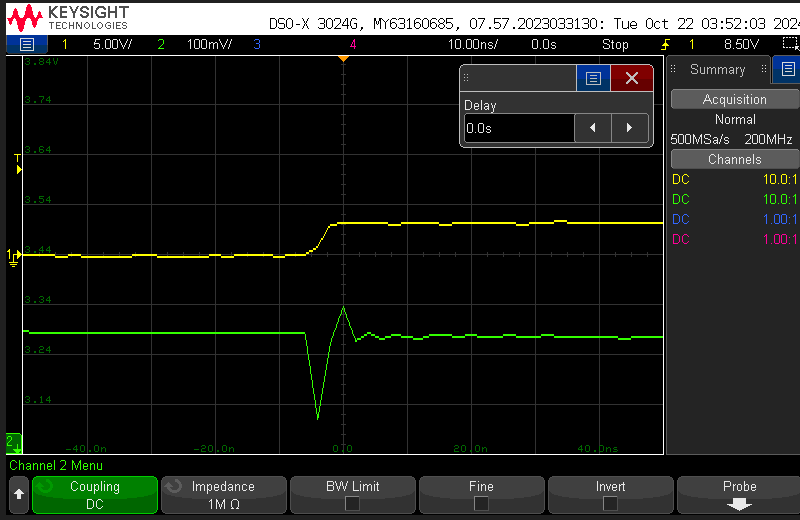 KEYSIGHT
TECHNOLOGIES
DSO-X 3024G, MY63160685, 07.57.2023033130: Tue Oct 22 03:52:03 2024
1 5.00V/ 2 100mV/ 3 4 10.00ns/ 0.0s Stop 1 8.50V
3.84V
3.74
3.64
3.54
3.44
3.34
3.24
3.14
T
1
2
-40.0n -20.0n 0.0 20.0n 40.0ns
Delay
0.0s
Summary
Acquisition
Normal
500MSa/s 200MHz
Channels
DC 10.0:1
DC 10.0:1
DC 1.00:1
DC 1.00:1
Channel 2 Menu
Coupling
DC
Impedance
1M Ω
BW Limit
Fine
Invert
Probe